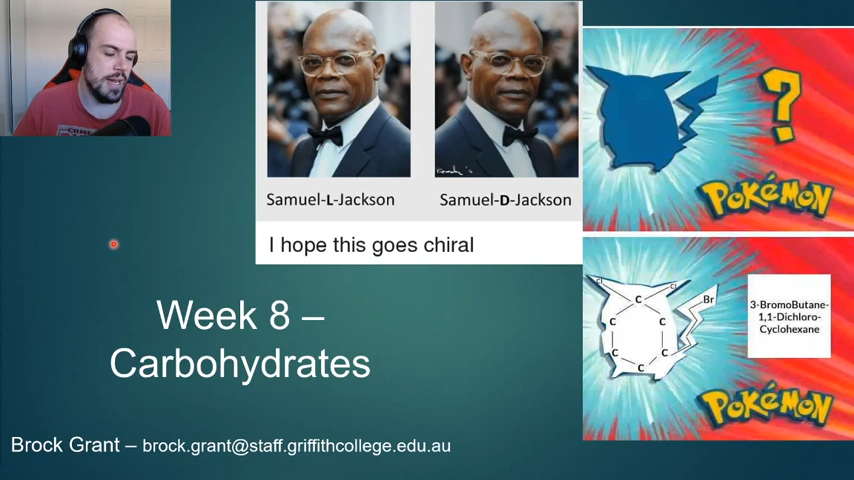 Samuel-L-Jackson
Samuel-D-Jackson
I hope this goes chiral
Week 8 –
Carbohydrates
Brock Grant – brock.grant@staff.griffithcollege.edu.au
?
POKéMON
Cl
Cl
C
Br
C
C
C
C
C
3-BromoButane-
1,1-Dichloro-
Cyclohexane
POKéMON